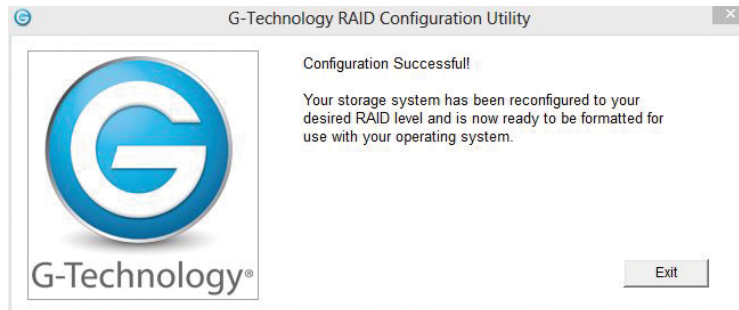 G-Technology RAID Configuration Utility
Configuration Successful!
Your storage system has been reconfigured to your
desired RAID level and is now ready to be formatted for
use with your operating system.
G-Technology®
Exit